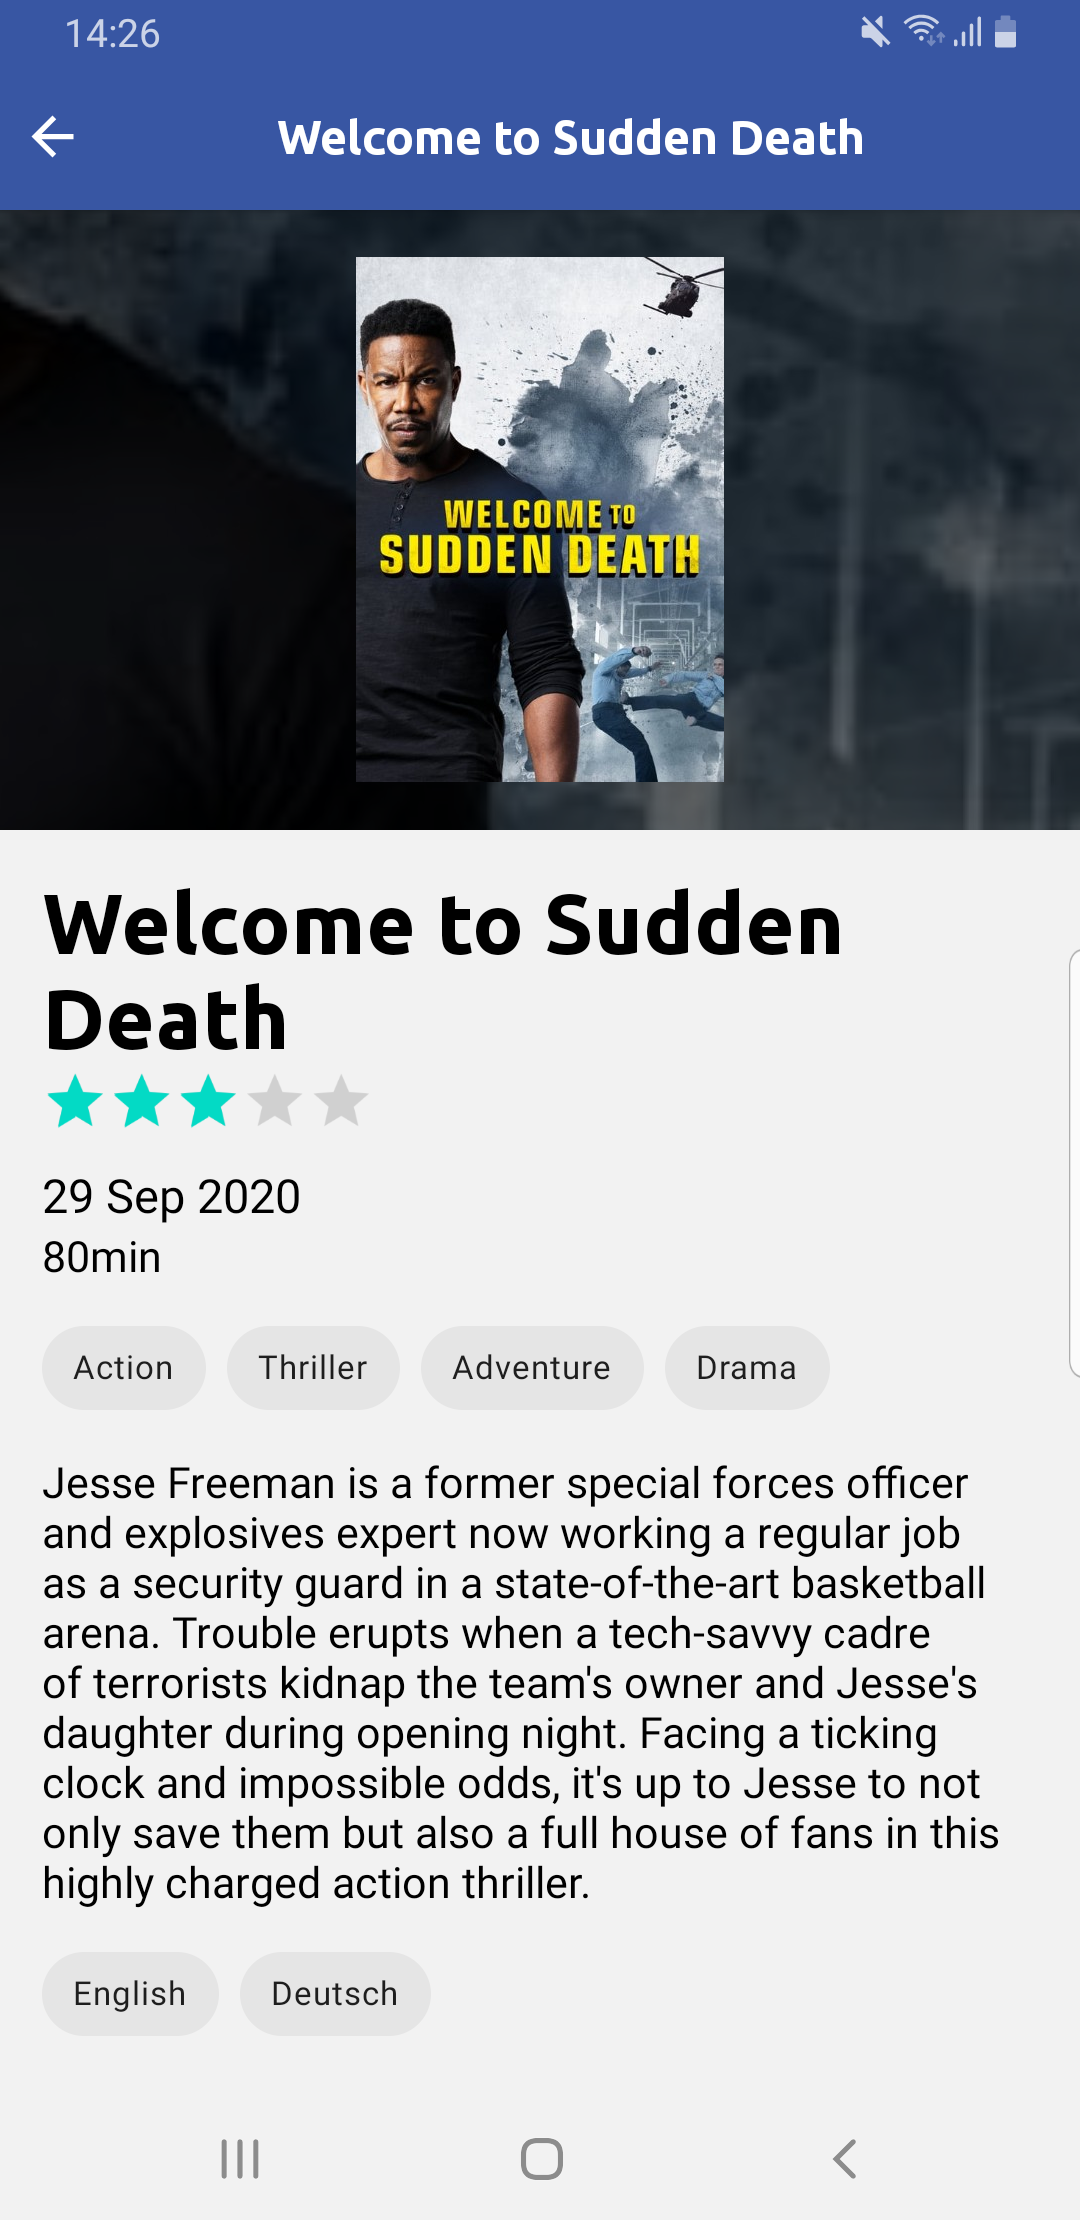 14:26
Welcome to Sudden Death
WELCOME TO
SUDDEN DEATH
Welcome to Sudden
Death
29 Sep 2020
80min
Action Thriller Adventure Drama
Jesse Freeman is a former special forces officer
and explosives expert now working a regular job
as a security guard in a state-of-the-art basketball
arena. Trouble erupts when a tech-savvy cadre
of terrorists kidnap the team's owner and Jesse's
daughter during opening night. Facing a ticking
clock and impossible odds, it's up to Jesse to not
only save them but also a full house of fans in this
highly charged action thriller.
English Deutsch